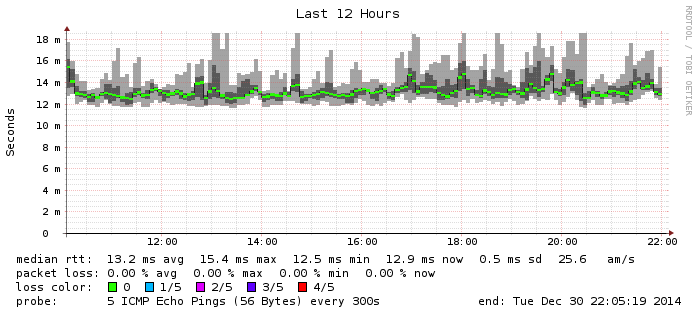 Last 12 Hours
RRDTOOL / TOBI OETIKER
Seconds
18 m
16 m
14 m
12 m
10 m
8 m
6 m
4 m
2 m
0
12:00 14:00 16:00 18:00 20:00 22:00
median rtt: 13.2 ms avg 15.4 ms max 12.5 ms min 12.9 ms now 0.5 ms sd 25.6 am/s
packet loss: 0.00 % avg 0.00 % max 0.00 % min 0.00 % now
loss color: 0 1/5 2/5 3/5 4/5
probe: 5 ICMP Echo Pings (56 Bytes) every 300s end: Tue Dec 30 22:05:19 2014